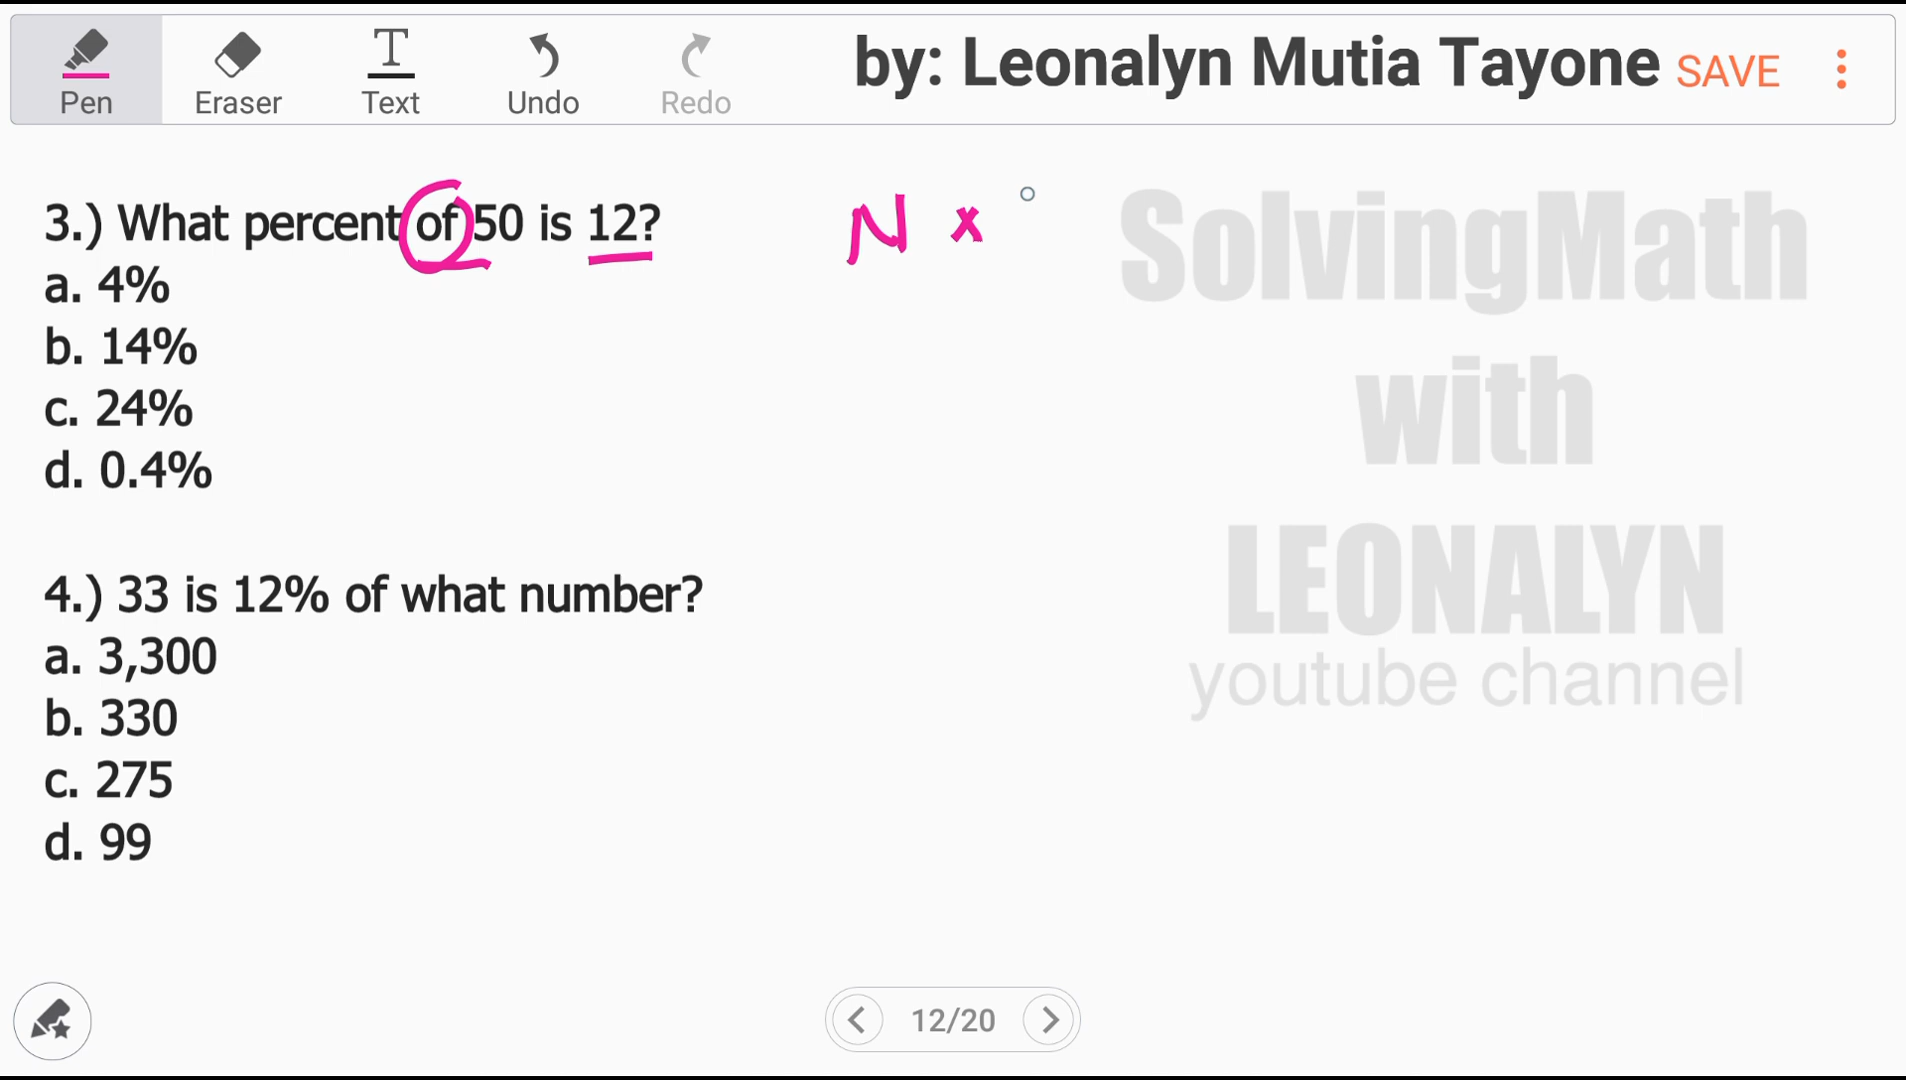 Pen Eraser Text Undo Redo by: Leonalyn Mutia Tayone SAVE
3.) What percent of 50 is 12? N x
a. 4%
b. 14%
c. 24%
d. 0.4%
4.) 33 is 12% of what number?
a. 3,300
b. 330
c. 275
d. 99
SolvingMath
with
LEONALYN
youtube channel
12/20